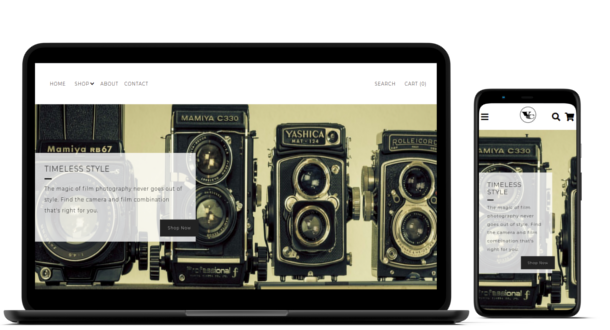 HOME SHOP ABOUT CONTACT SEARCH CART (0)
MAMIYA C330
YASHICA
MAT-124
ROLLEICORD
Mamiya RB67
TIMELESS STYLE
The magic of film photography never goes out of
style. Find the camera and film combination
that's right for you.
Shop Now
Professional f
MAMIYA C3
TIMELESS
STYLE
The magic of film
photography never
goes out of style. Find
the camera and film
combination that's
right for you.
Shop Now
Professional f